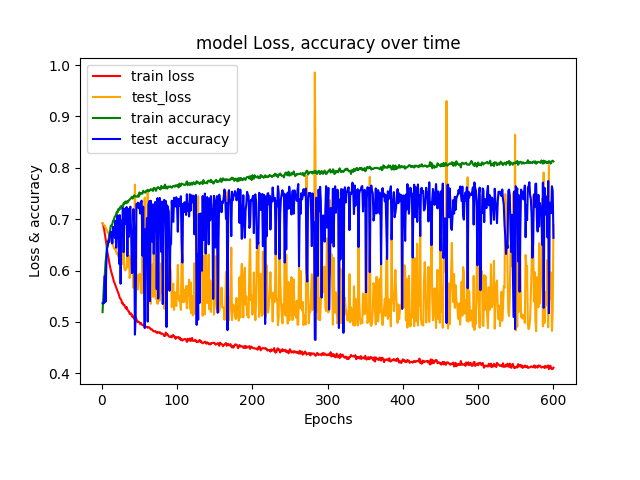 model Loss, accuracy over time
train loss
test_loss
train accuracy
test  accuracy
Loss & accuracy
1.0
0.9
0.8
0.7
0.6
0.5
0.4
0 100 200 300 400 500 600
Epochs